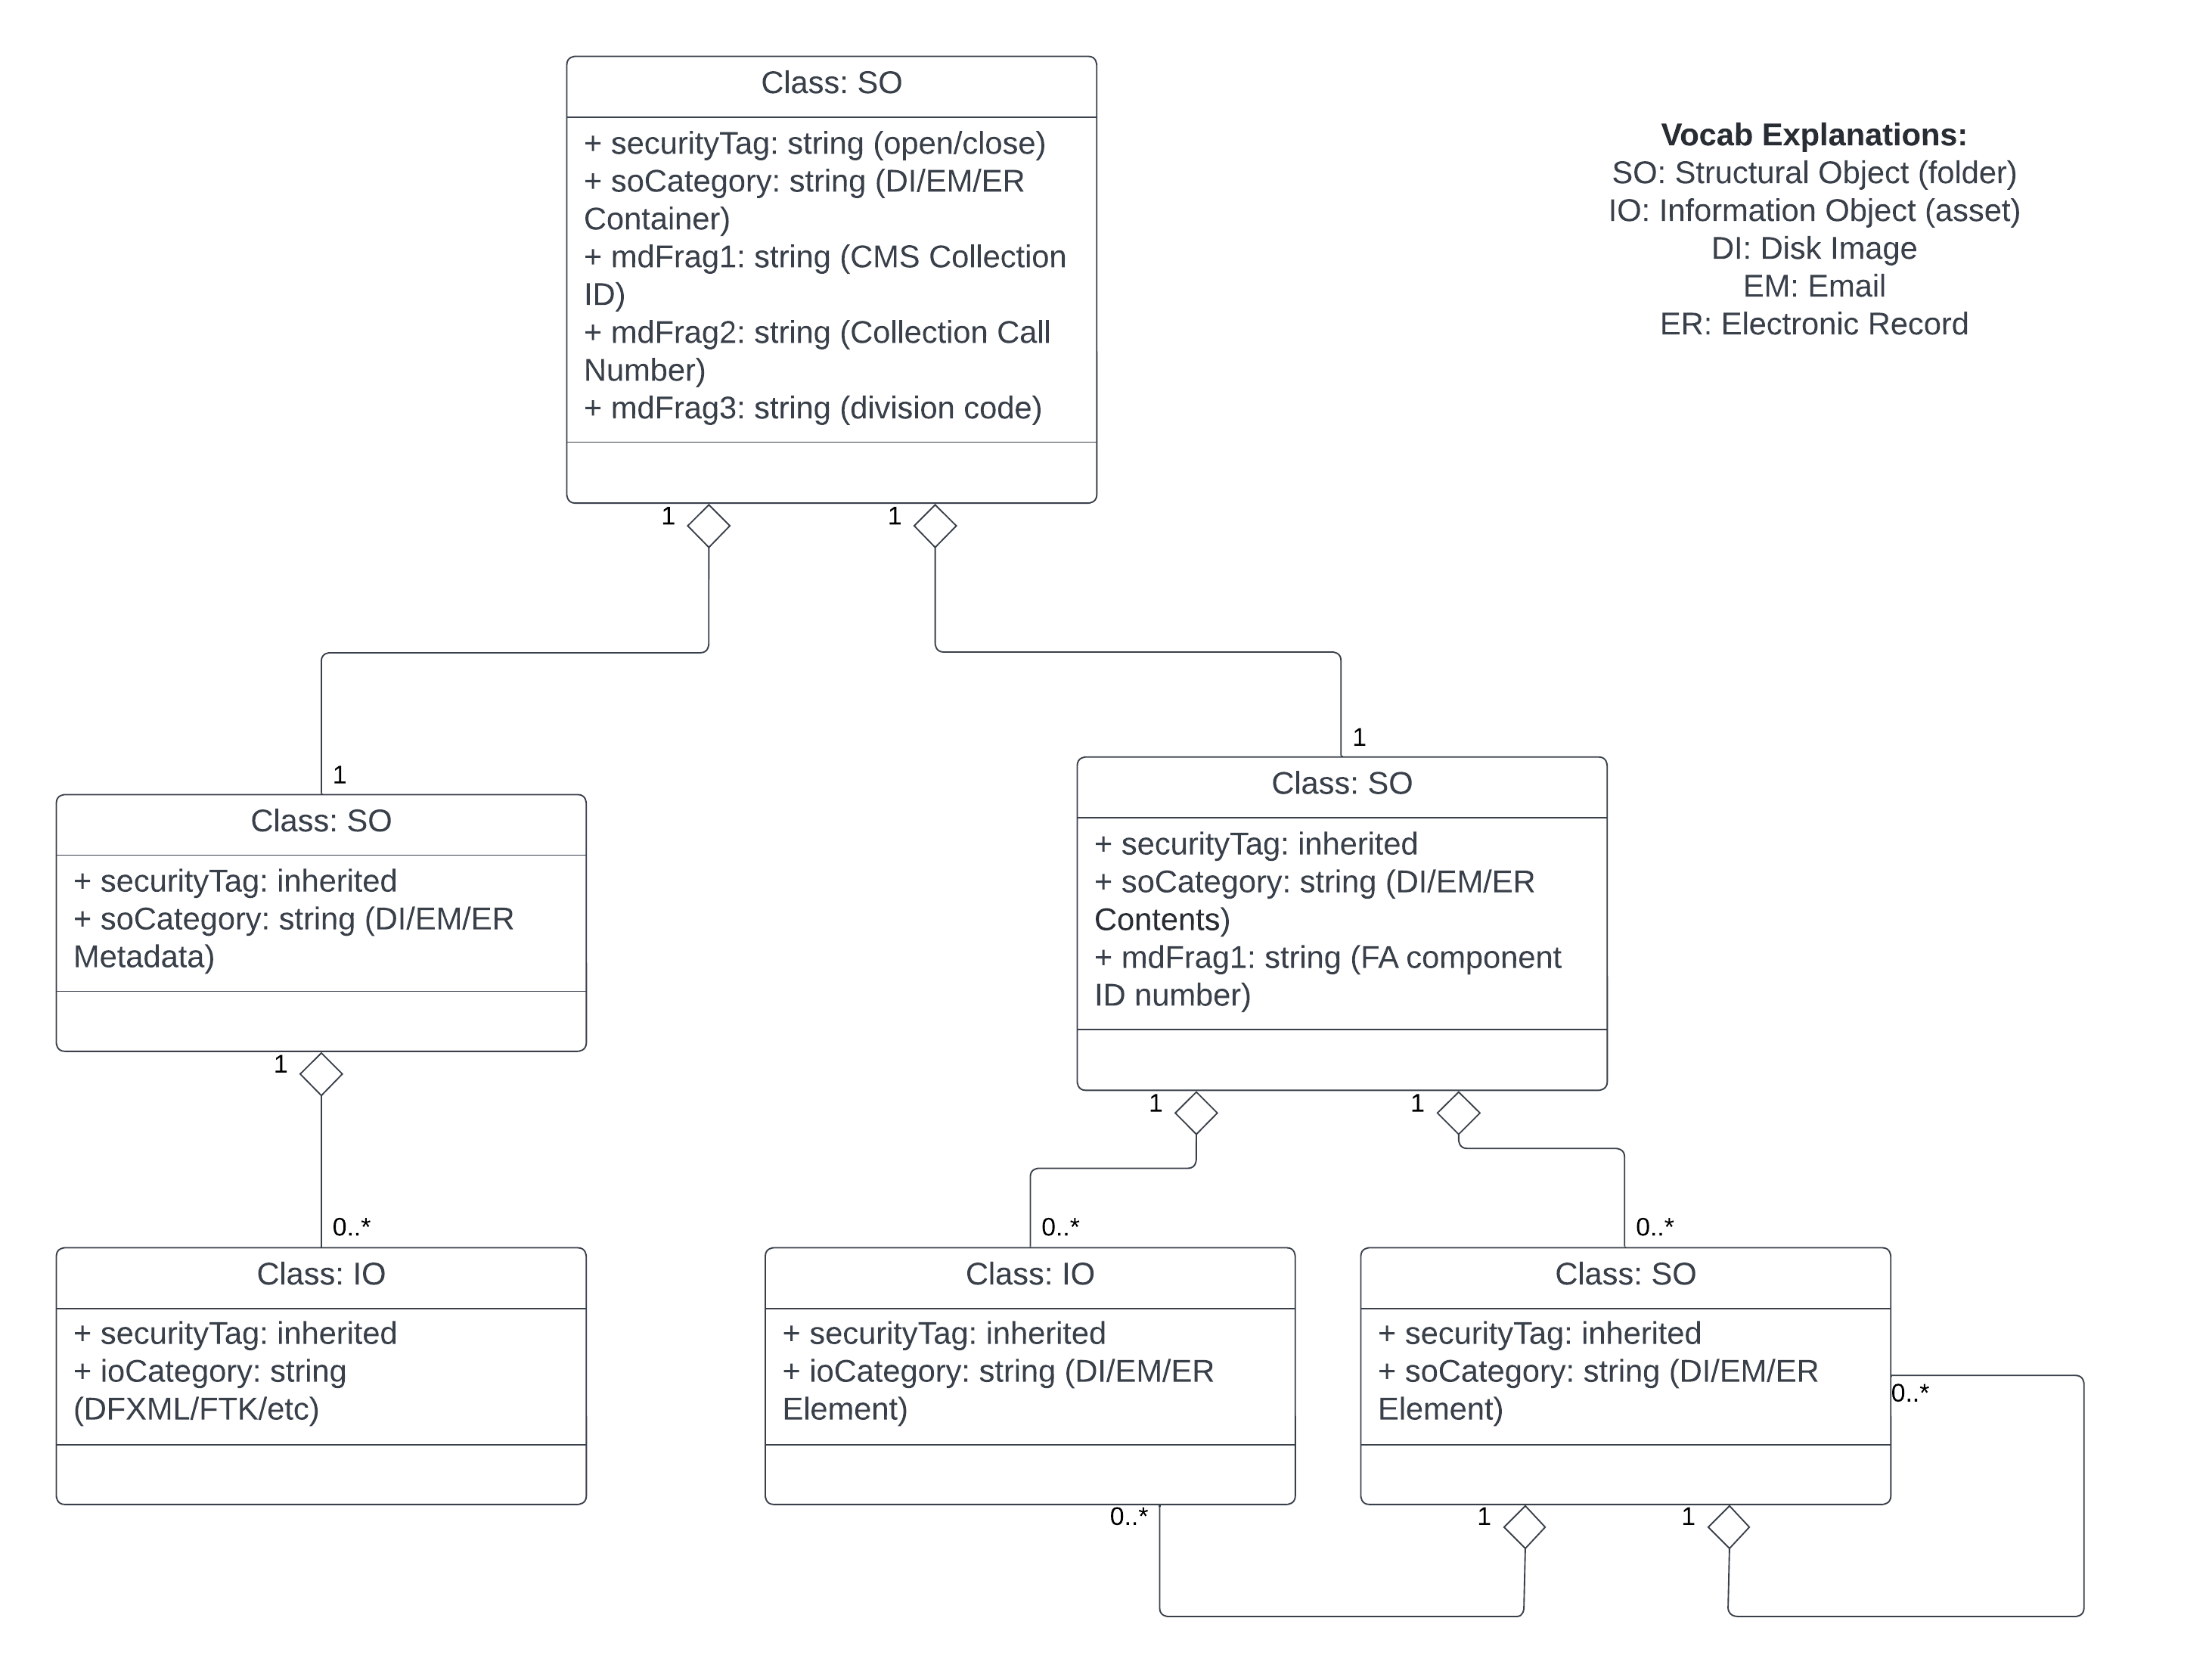 Class: SO
+ securityTag: string (open/close)
+ soCategory: string (DI/EM/ER
Container)
+ mdFrag1: string (CMS Collection
ID)
+ mdFrag2: string (Collection Call
Number)
+ mdFrag3: string (division code)
Vocab Explanations:
SO: Structural Object (folder)
IO: Information Object (asset)
DI: Disk Image
EM: Email
ER: Electronic Record
1
1
1
1
Class: SO
+ securityTag: inherited
+ soCategory: string (DI/EM/ER
Metadata)
Class: SO
+ securityTag: inherited
+ soCategory: string (DI/EM/ER
Contents)
+ mdFrag1: string (FA component
ID number)
1
1
1
0..*
0..*
0..*
Class: IO
+ securityTag: inherited
+ ioCategory: string
(DFXML/FTK/etc)
Class: IO
+ securityTag: inherited
+ ioCategory: string (DI/EM/ER
Element)
Class: SO
+ securityTag: inherited
+ soCategory: string (DI/EM/ER
Element)
0..*
0..*
1
1